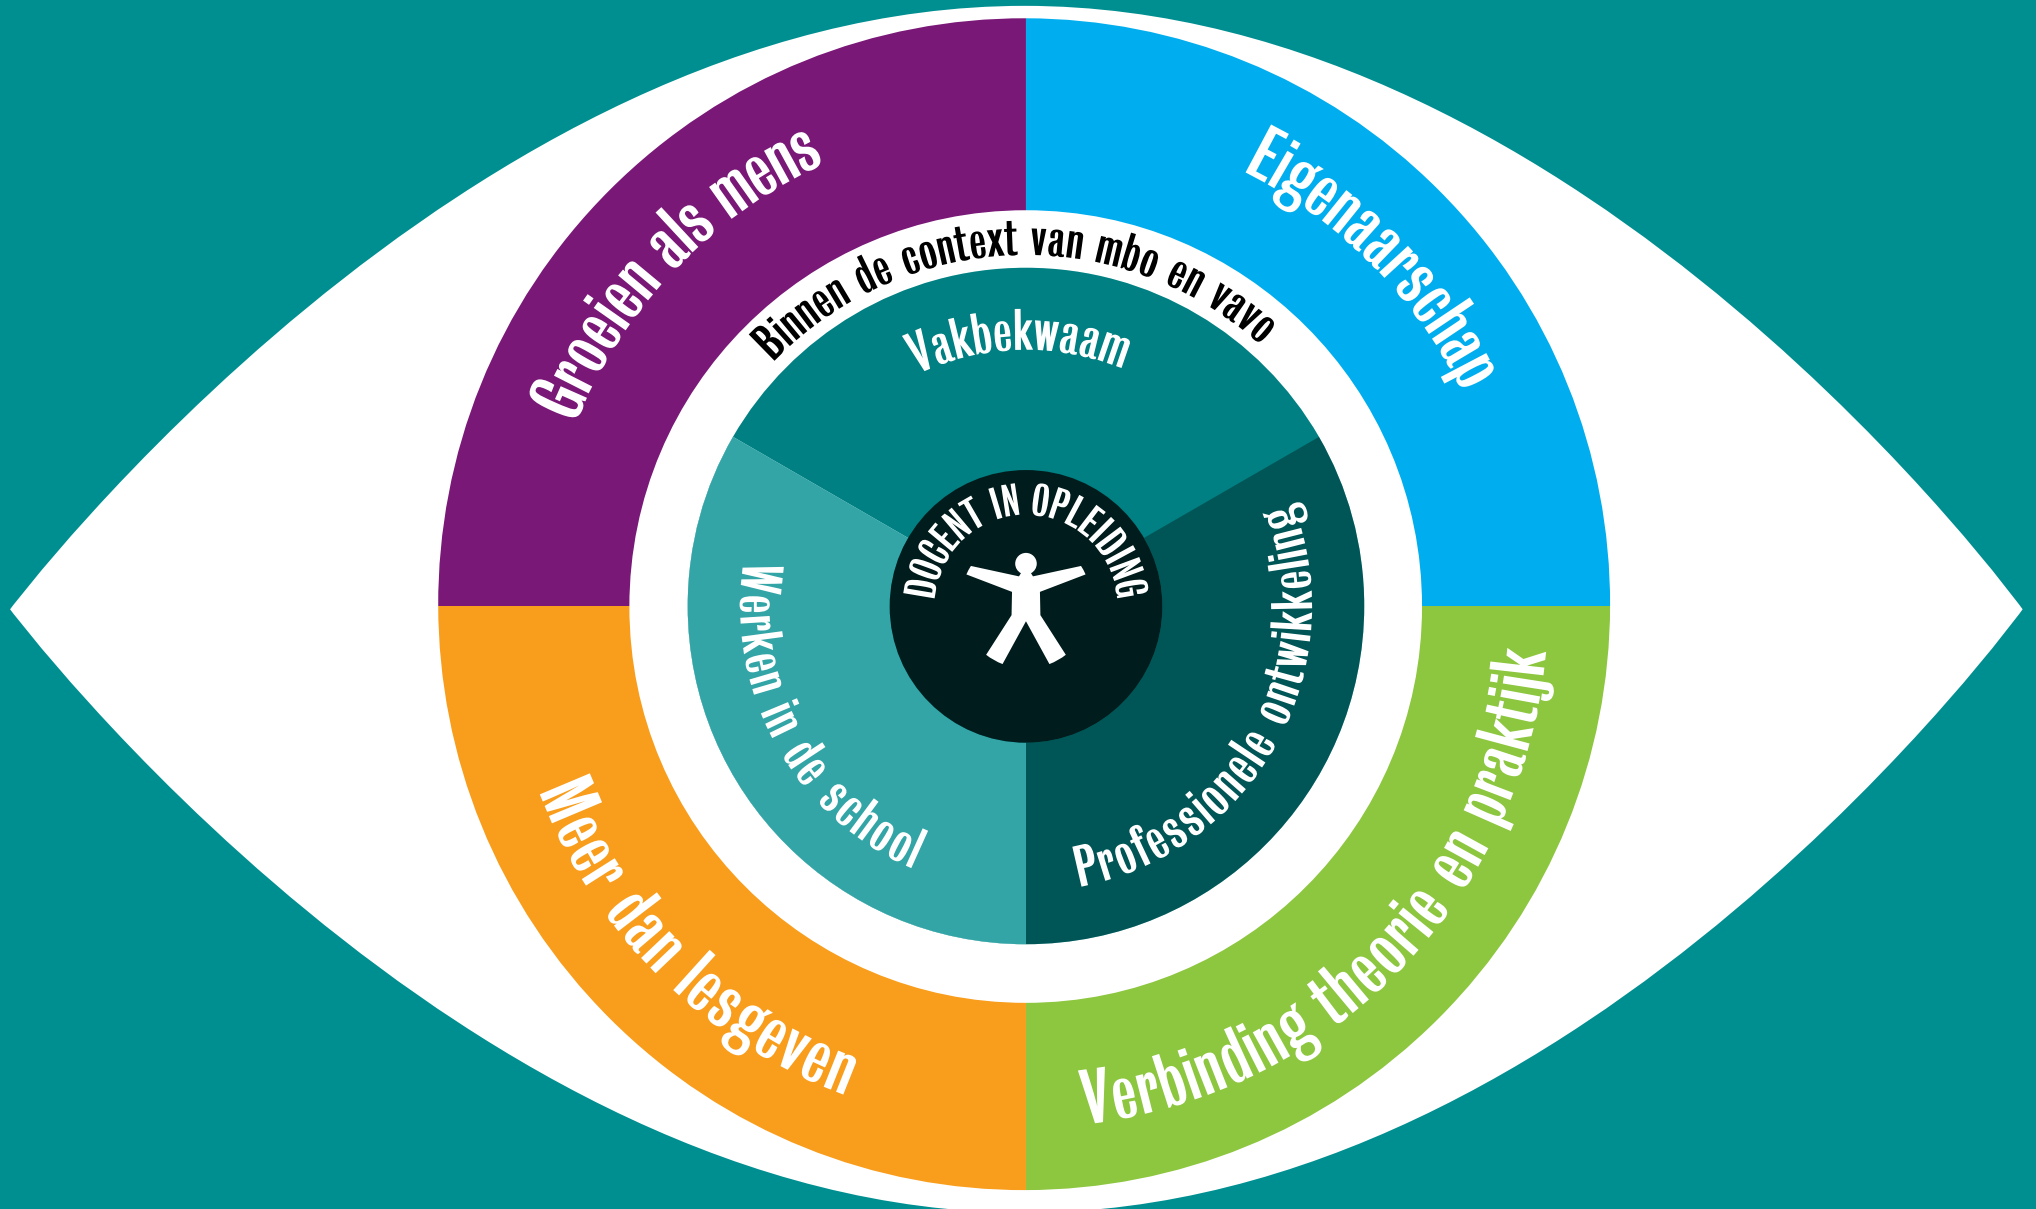 Groeien als mens
Eigenaarschap
Binnen de context van mbo en vavo
Vakbekwaam
DOCENT IN OPLEIDING
Werken in de school
Professionele ontwikkeling
Meer dan lesgeven
Verbinding theorie en praktijk